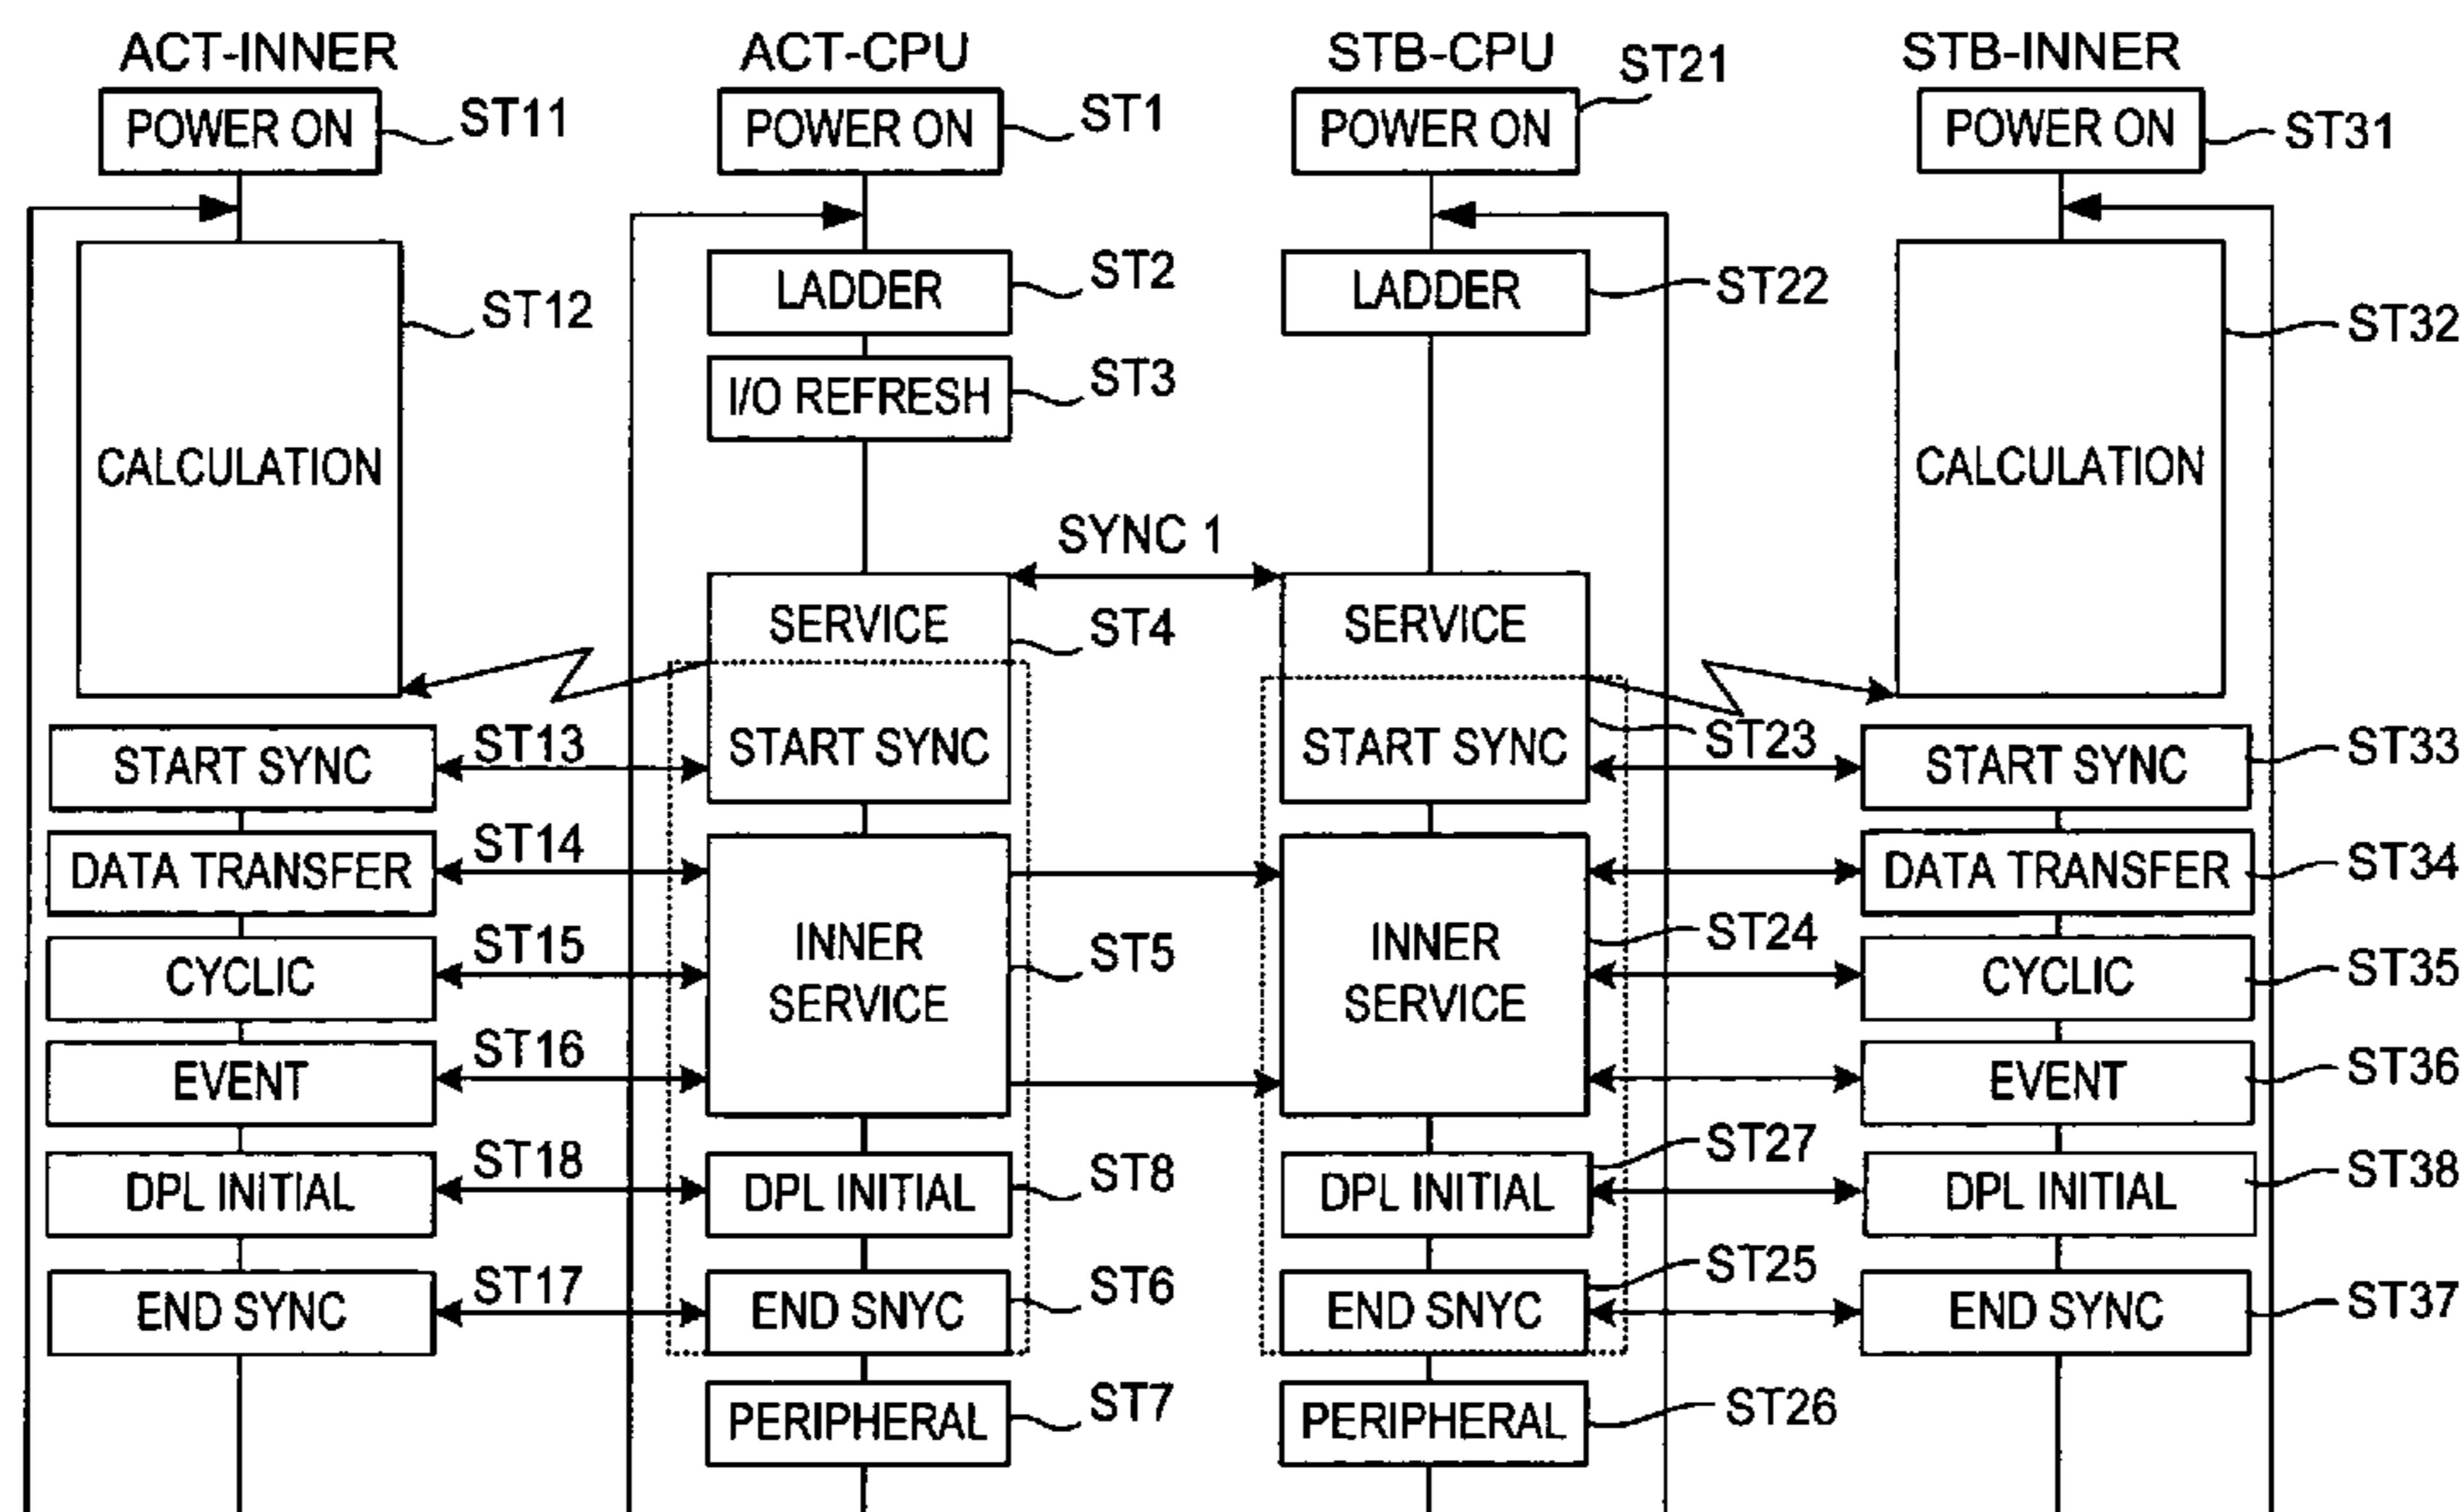 ACT-INNER
ACT-CPU
STB-CPU
STB-INNER
POWER ON
ST11
POWER ON
ST1
POWER ON
ST21
POWER ON
ST31
CALCULATION
ST12
LADDER
ST2
LADDER
ST22
CALCULATION
ST32
I/O REFRESH
ST3
SYNC 1
SERVICE
START SYNC
ST4
SERVICE
START SYNC
ST23
START SYNC
ST13
START SYNC
ST33
DATA TRANSFER
ST14
DATA TRANSFER
ST34
CYCLIC
ST15
INNER
SERVICE
ST5
INNER
SERVICE
ST24
CYCLIC
ST35
EVENT
ST16
EVENT
ST36
DPL INITIAL
ST18
DPL INITIAL
ST8
DPL INITIAL
ST27
DPL INITIAL
ST38
END SYNC
ST17
END SNYC
ST6
END SNYC
ST25
END SYNC
ST37
PERIPHERAL
ST7
PERIPHERAL
ST26